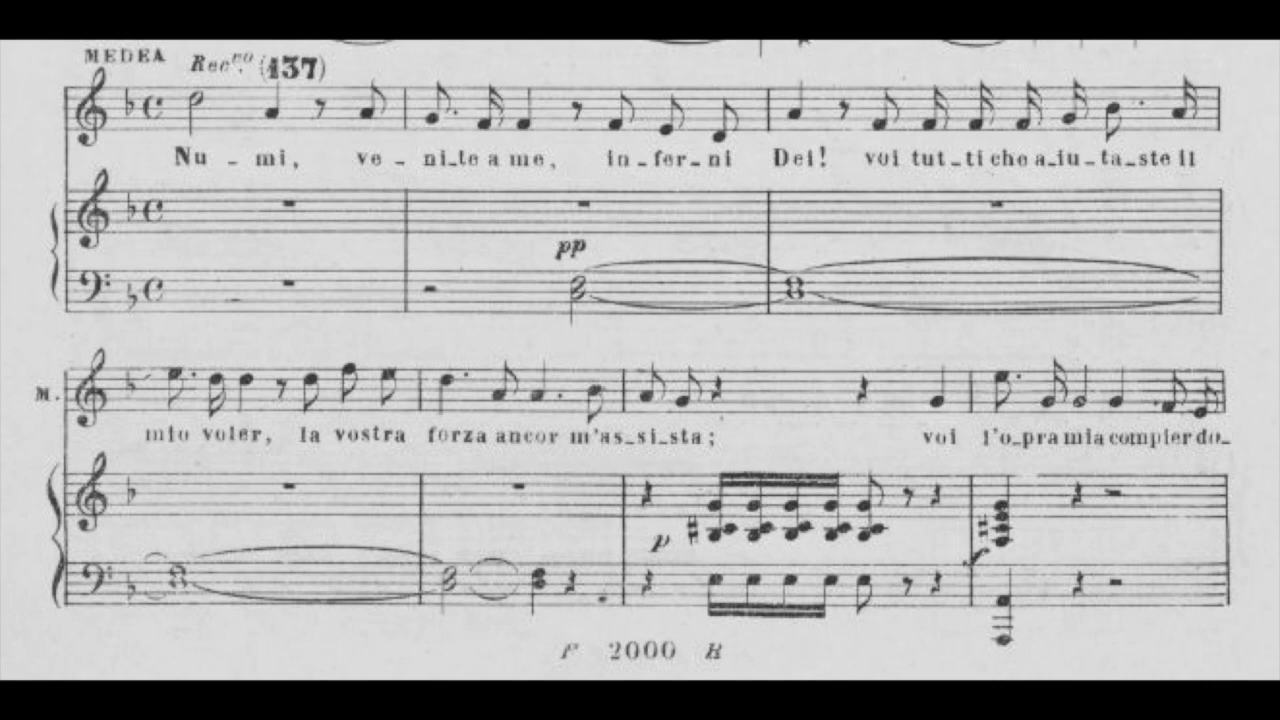 MEDEA Rec.vo (137)
Nu - mi, ve - ni-te a me, in-fer-ni Dei! voi tut-ti che a-iu-ta-ste il
pp
M.
mio voler, la vostra forza ancor m'as-si-sta; voi l'o-pra mia compier do-
p f
P 2000 R